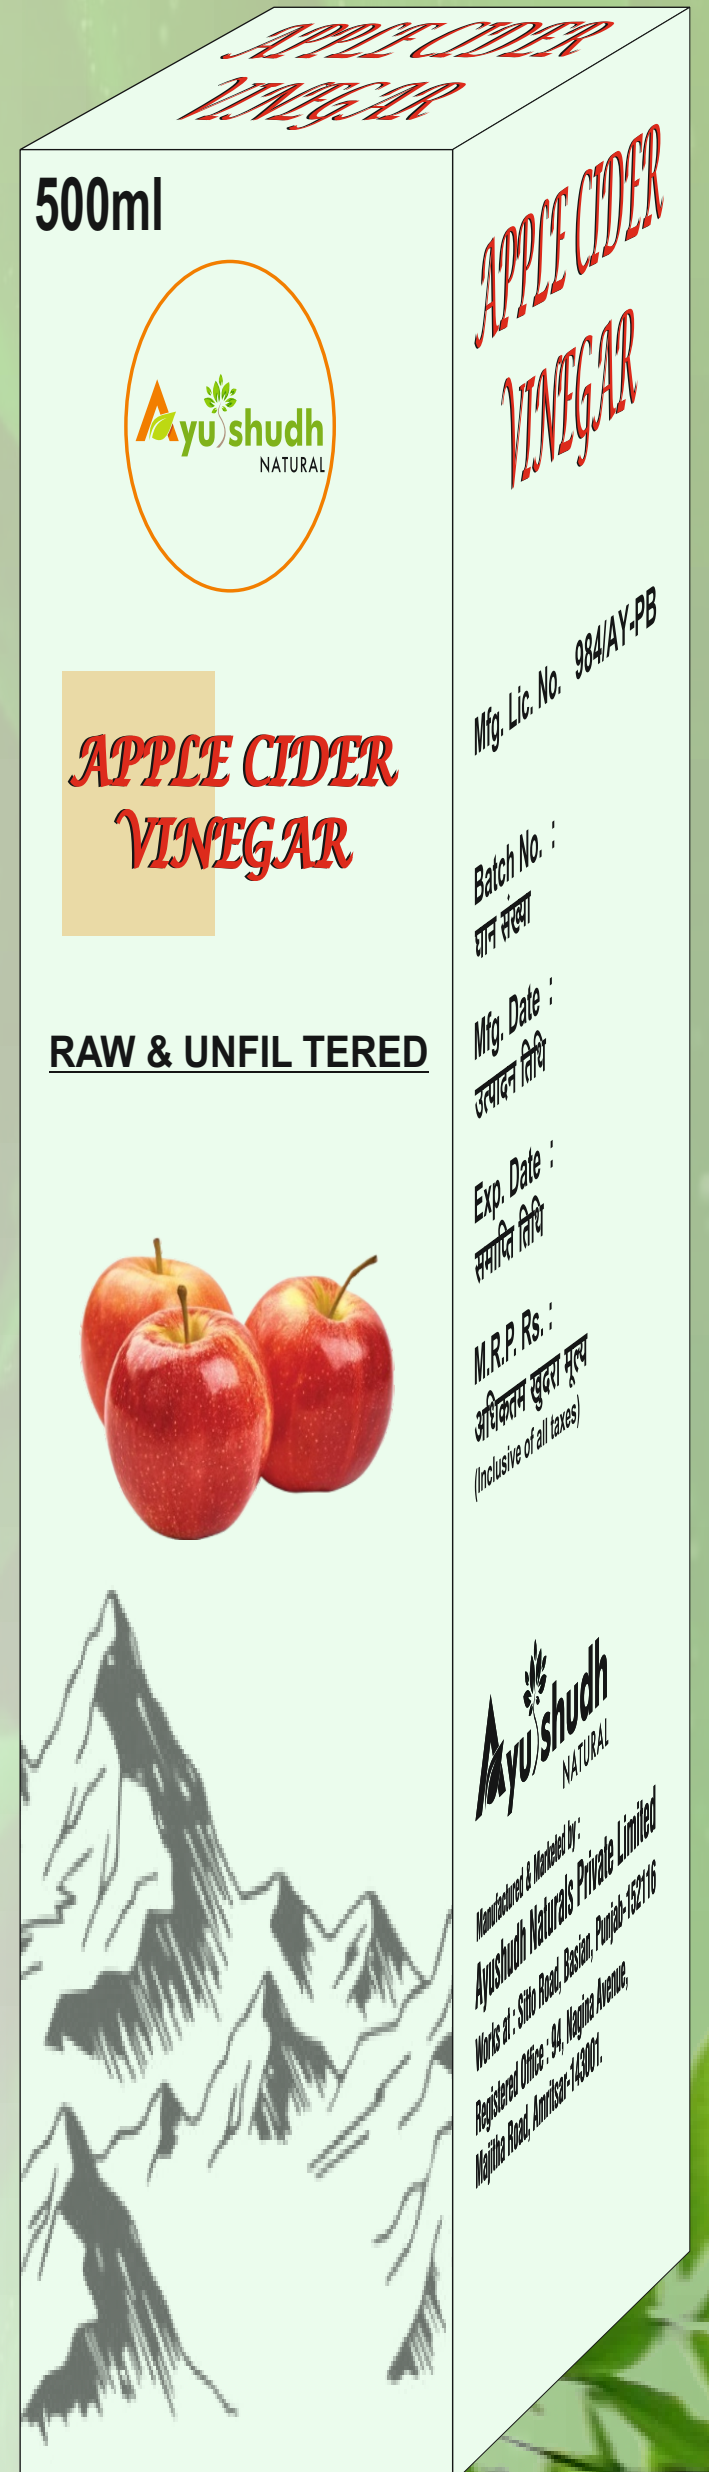 APPLE CIDER
VINEGAR
500ml
Ayushudh
NATURAL
APPLE CIDER
VINEGAR
RAW & UNFIL TERED
APPLE CIDER
VINEGAR
Mfg. Lic. No. 984/AY-PB
Batch No. :
घान संख्या
Mfg. Date :
उत्पादन तिथि
Exp. Date :
समाप्ति तिथि
M.R.P. Rs. :
अधिकतम खुदरा मूल्य
(Inclusive of all taxes)
Ayushudh
NATURAL
Manufactured & Marketed by :
Ayushudh Naturals Private Limited
Works at : Sitto Road, Basian, Punjab-152116
Registered Office : 94, Nagina Avenue,
Majitha Road, Amritsar-143001.